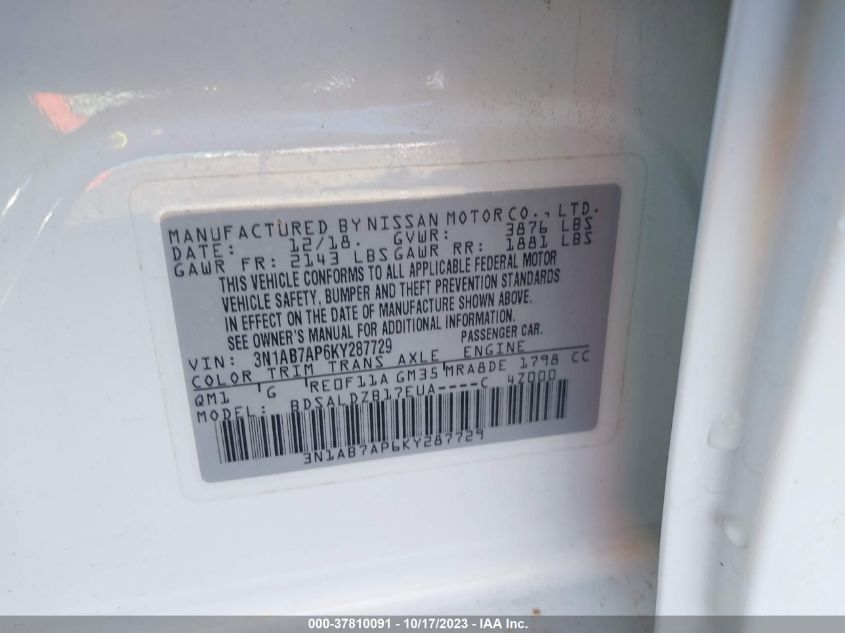 MANUFACTURED BY NISSAN MOTOR CO., LTD.
DATE: 12/18. GVWR: 3876 LBS
GAWR FR: 2143 LBS GAWR RR: 1881 LBS
THIS VEHICLE CONFORMS TO ALL APPLICABLE FEDERAL MOTOR
VEHICLE SAFETY, BUMPER AND THEFT PREVENTION STANDARDS
IN EFFECT ON THE DATE OF MANUFACTURE SHOWN ABOVE.
SEE OWNER'S MANUAL FOR ADDITIONAL INFORMATION.
VIN: 3N1AB7AP6KY287729 PASSENGER CAR.
COLOR TRIM TRANS AXLE ENGINE
QM1 G RE0F11A GM35 MRA8DE 1798 CC
MODEL: BDSALDZB17EUA----C 4Z000
3N1AB7AP6KY287729
000-37810091 - 10/17/2023 - IAA Inc.